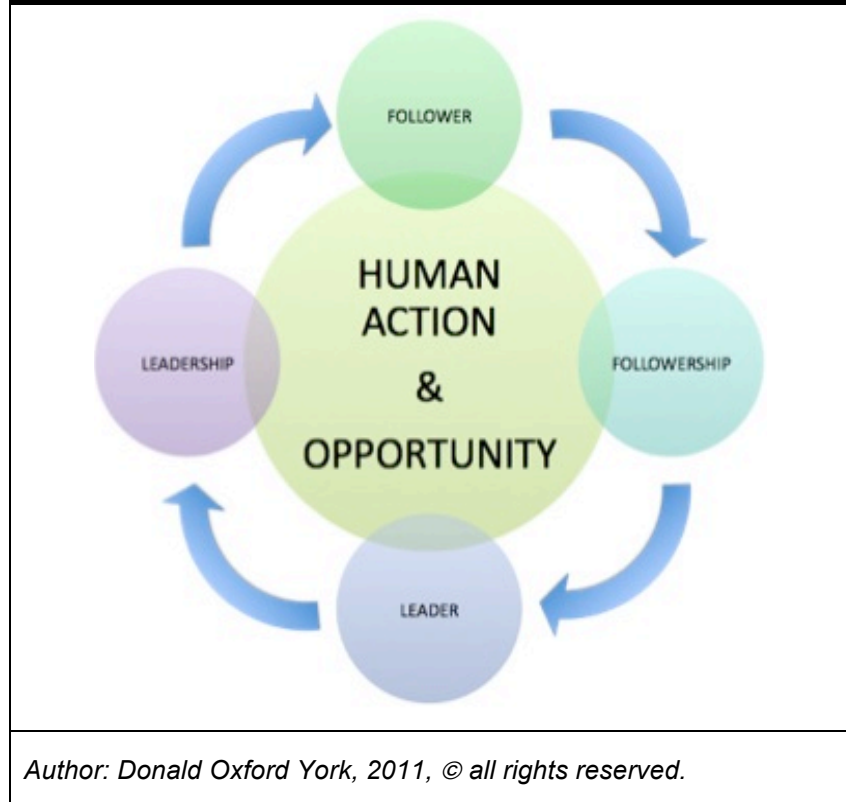 FOLLOWER
HUMAN
ACTION
&
OPPORTUNITY
LEADERSHIP
FOLLOWERSHIP
LEADER
Author: Donald Oxford York, 2011, © all rights reserved.